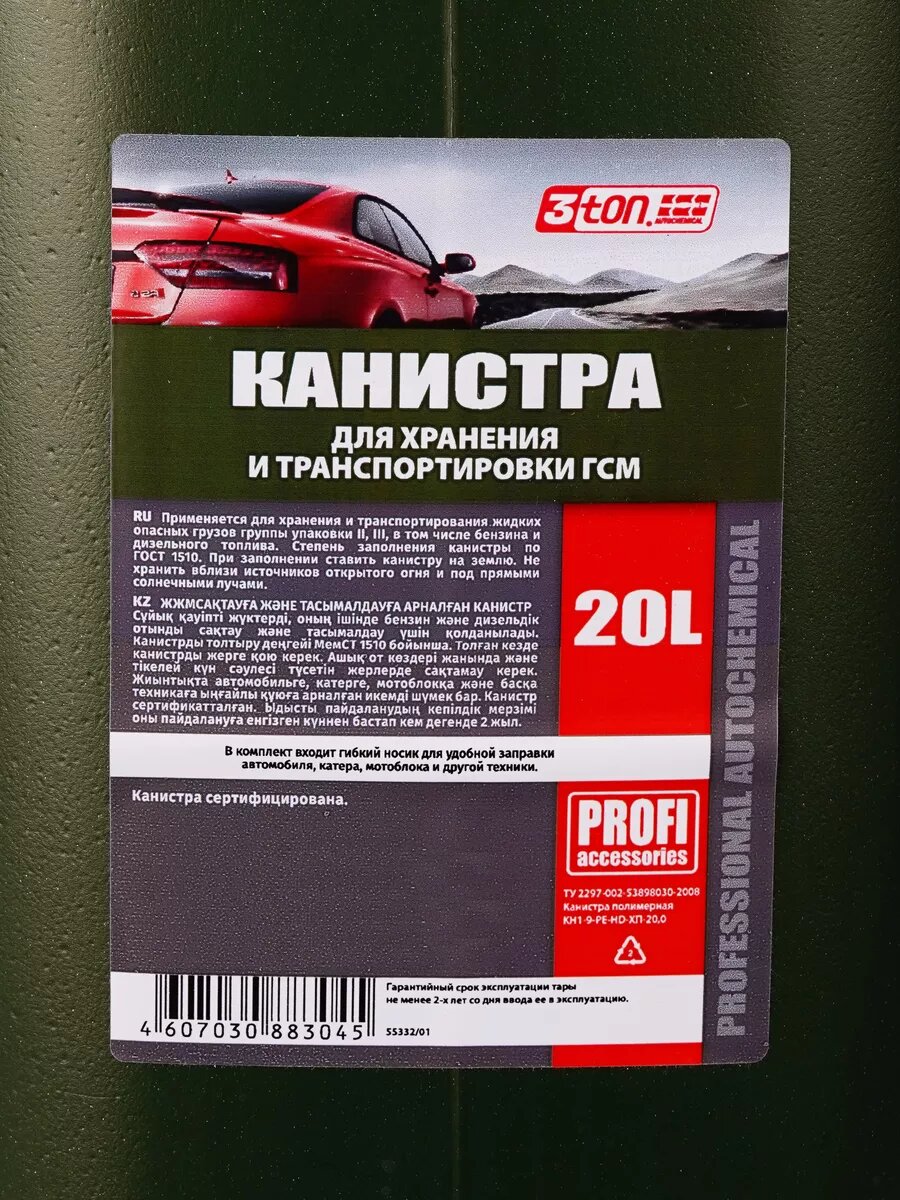 3ton.
AUTOCHEMICAL
КАНИСТРА
ДЛЯ ХРАНЕНИЯ
И ТРАНСПОРТИРОВКИ ГСМ
RU Применяется для хранения и транспортирования жидких
опасных грузов группы упаковки II, III, в том числе бензина и
дизельного топлива. Степень заполнения канистры по
ГОСТ 1510. При заполнении ставить канистру на землю. Не
хранить вблизи источников открытого огня и под прямыми
солнечными лучами.
KZ ЖЖМСАҚТАУҒА ЖӘНЕ ТАСЫМАЛДАУҒА АРНАЛҒАН КАНИСТР
Сұйық қауіпті жүктерді, оның ішінде бензин және дизельдік
отынды сақтау және тасымалдау үшін қолданылады.
Канистрды толтыру деңгейі МемСТ 1510 бойынша. Толған кезде
канистрды жерге қою керек. Ашық от көздері жанында және
тікелей күн сәулесі түсетін жерлерде сақтамау керек.
Жиынтықта автомобильге, катерге, мотоблокқа және басқа
техникаға ыңғайлы құюға арналған икемді шүмек бар. Канистр
сертификатталған. Ыдысты пайдаланудың кепілдік мерзімі
оны пайдалануға енгізген күннен бастап кем дегенде 2 жыл.
20L
В комплект входит гибкий носик для удобной заправки
автомобиля, катера, мотоблока и другой техники.
Канистра сертифицирована.
PROFI
accessories
ТУ 2297-002-53898030-2008
Канистра полимерная
КН1-9-PE-HD-ХП-20,0
2
PROFESSIONAL AUTOCHEMICAL
Гарантийный срок эксплуатации тары
не менее 2-х лет со дня ввода ее в эксплуатацию.
4 607030 883045
55332/01